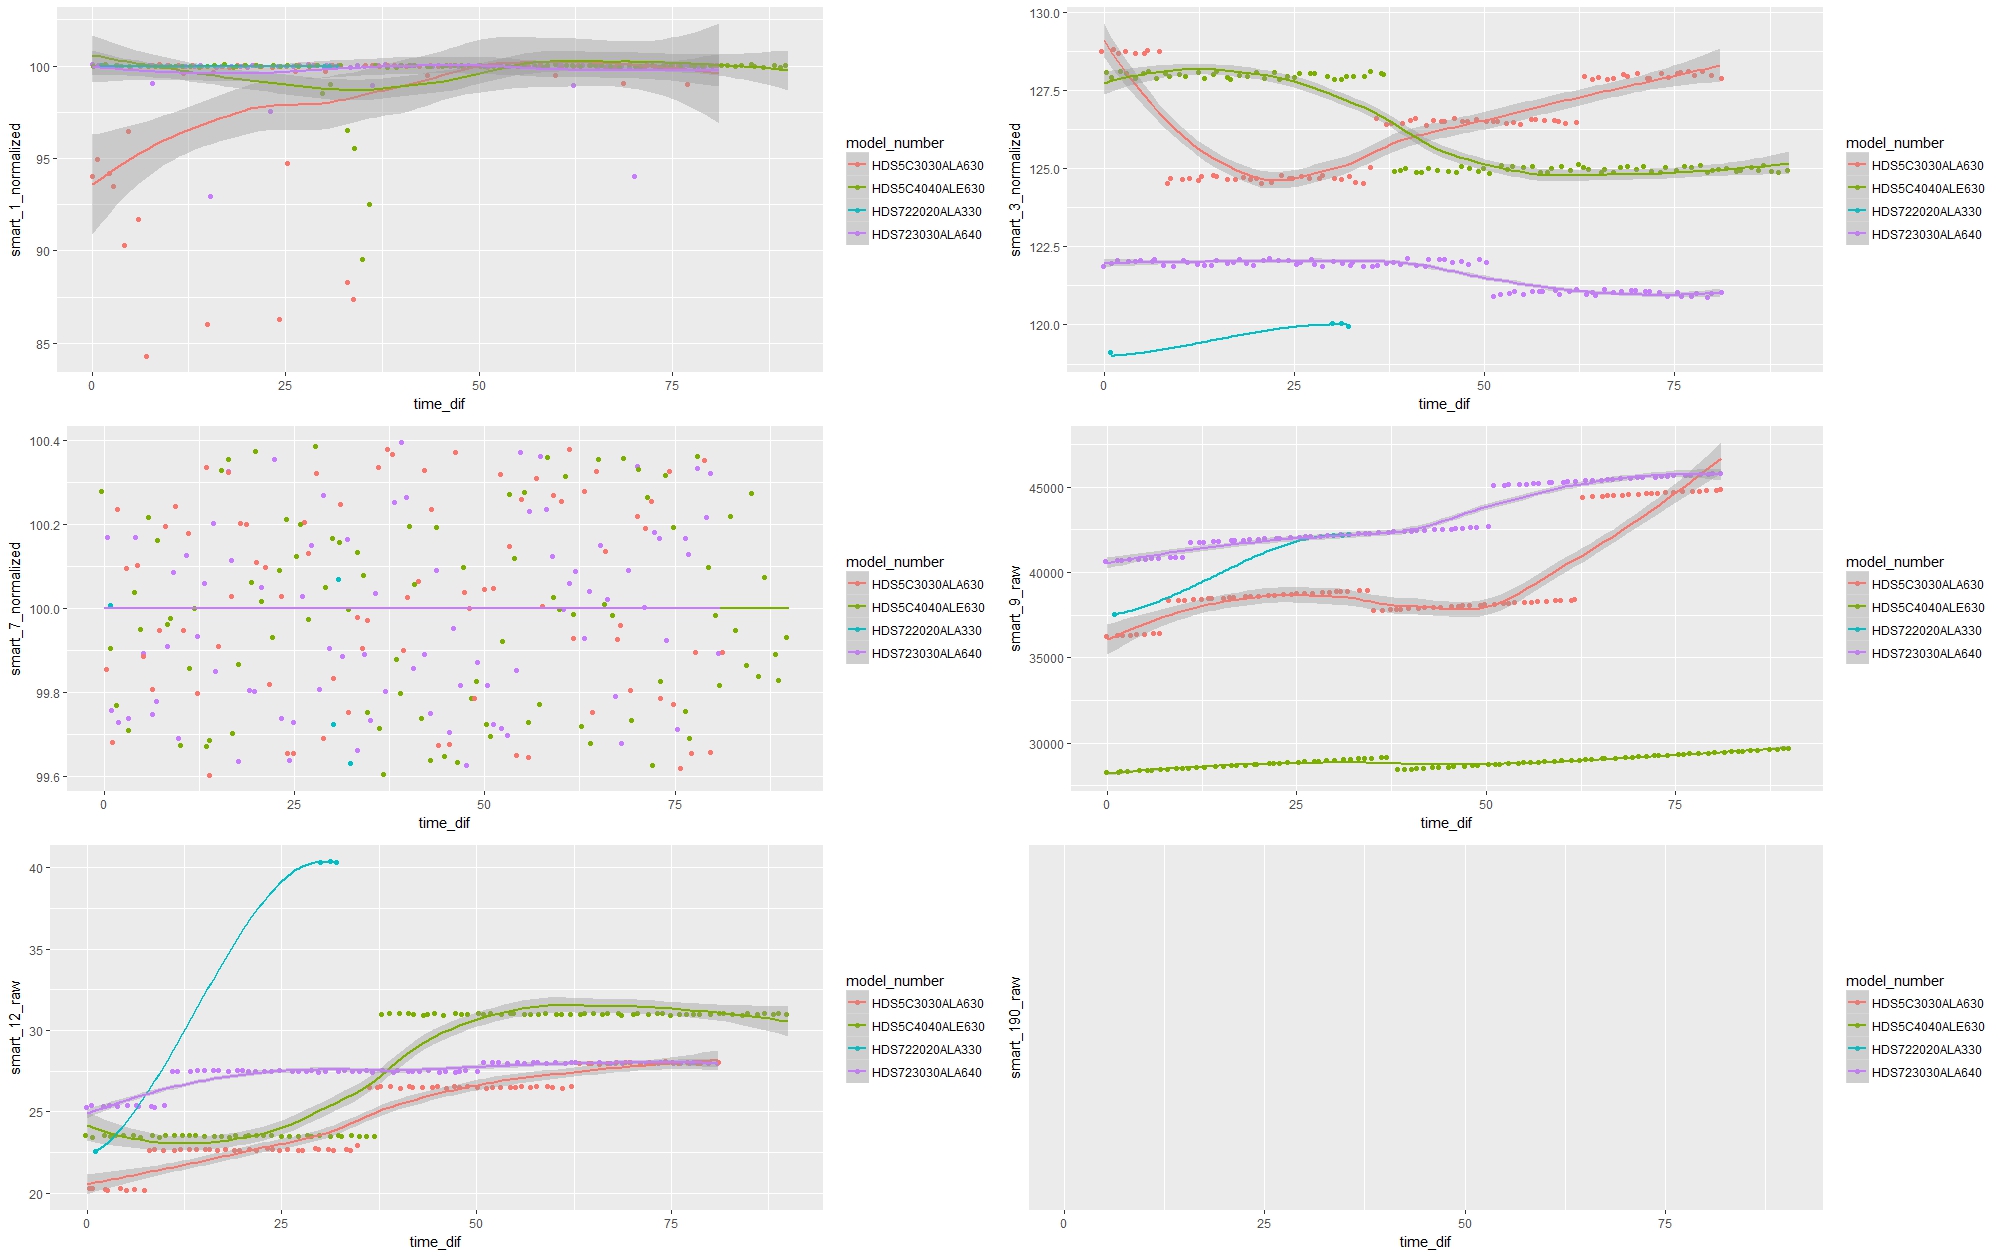 smart_1_normalized
100
95
90
85
0 25 50 75
time_dif
model_number
HDS5C3030ALA630
HDS5C4040ALE630
HDS722020ALA330
HDS723030ALA640
smart_3_normalized
130.0
127.5
125.0
122.5
120.0
0 25 50 75
time_dif
model_number
HDS5C3030ALA630
HDS5C4040ALE630
HDS722020ALA330
HDS723030ALA640
smart_7_normalized
100.4
100.2
100.0
99.8
99.6
0 25 50 75
time_dif
model_number
HDS5C3030ALA630
HDS5C4040ALE630
HDS722020ALA330
HDS723030ALA640
smart_9_raw
45000
40000
35000
30000
0 25 50 75
time_dif
model_number
HDS5C3030ALA630
HDS5C4040ALE630
HDS722020ALA330
HDS723030ALA640
smart_12_raw
40
35
30
25
20
0 25 50 75
time_dif
model_number
HDS5C3030ALA630
HDS5C4040ALE630
HDS722020ALA330
HDS723030ALA640
smart_190_raw
0 25 50 75
time_dif
model_number
HDS5C3030ALA630
HDS5C4040ALE630
HDS722020ALA330
HDS723030ALA640